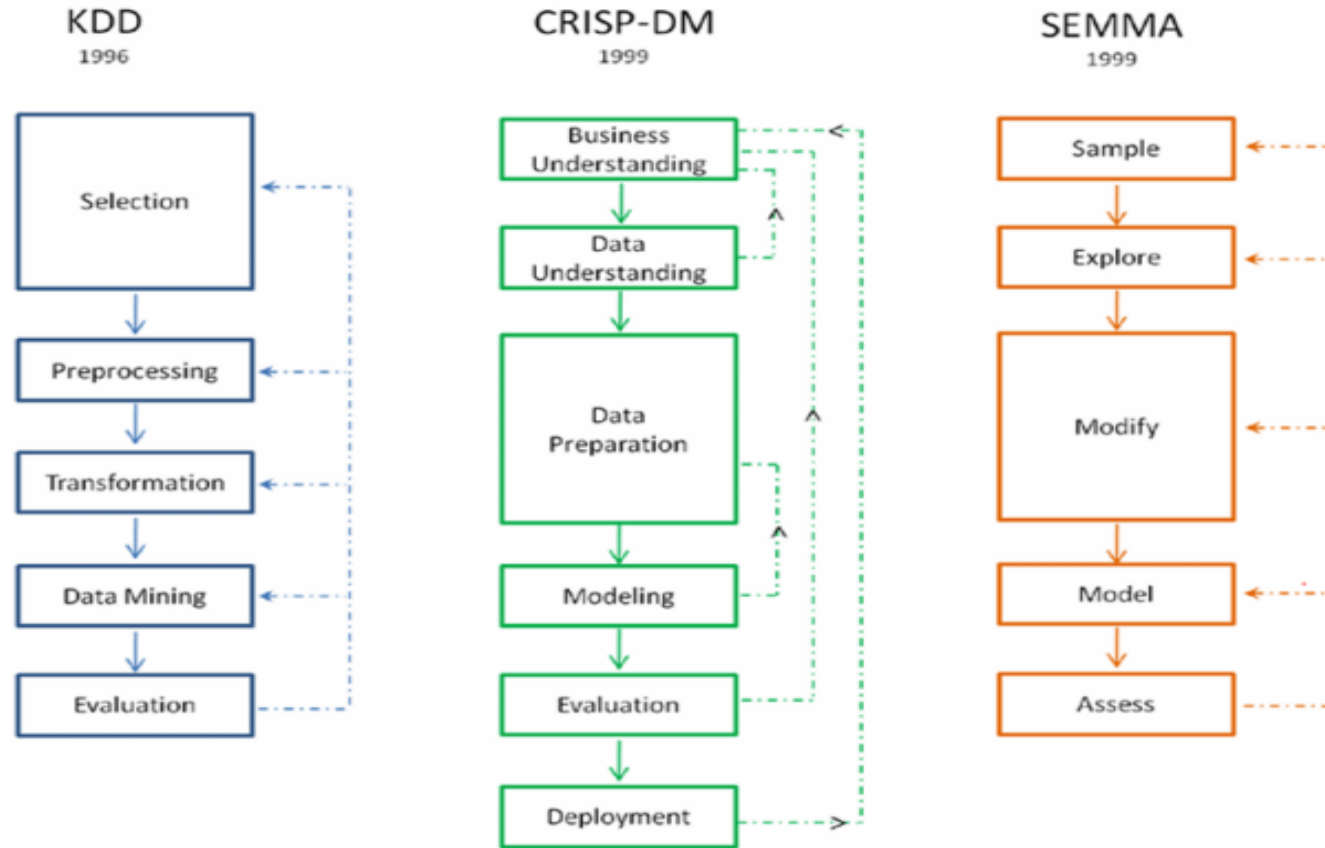 KDD
1996
Selection
Preprocessing
Transformation
Data Mining
Evaluation
CRISP-DM
1999
Business
Understanding
Data
Understanding
Data
Preparation
Modeling
Evaluation
Deployment
SEMMA
1999
Sample
Explore
Modify
Model
Assess